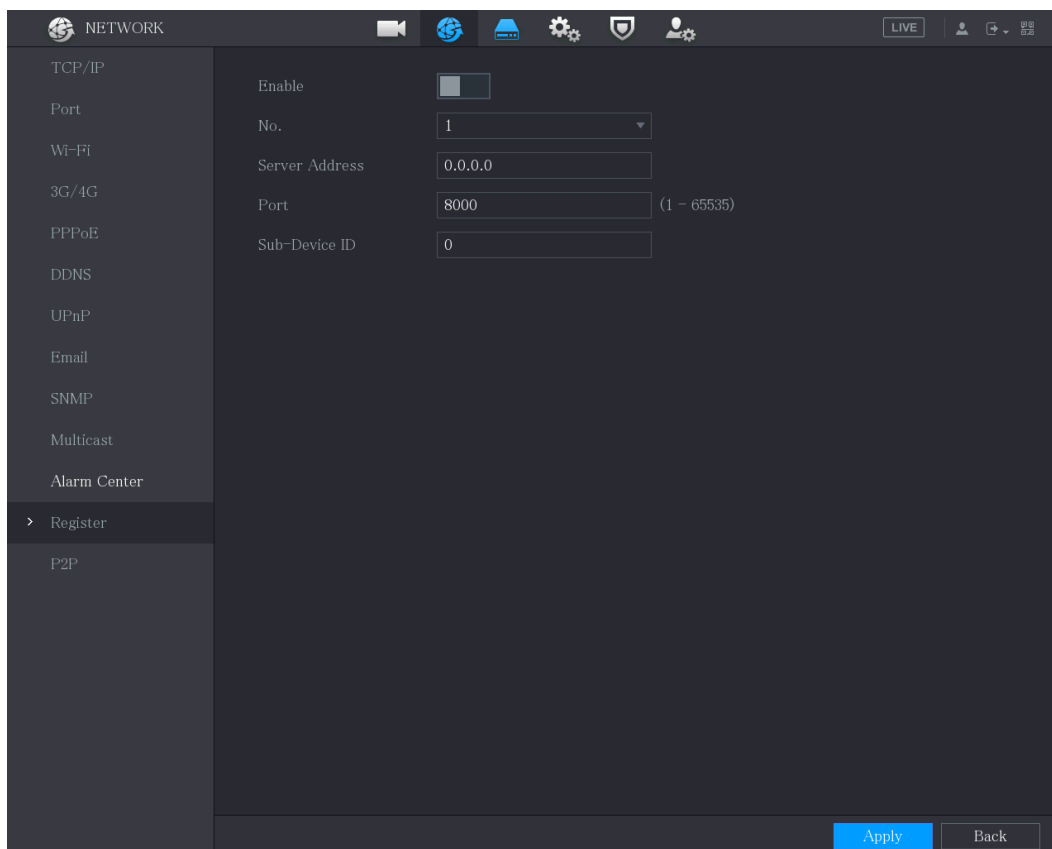 NETWORK
LIVE
TCP/IP
Port
Wi-Fi
3G/4G
PPPoE
DDNS
UPnP
Email
SNMP
Multicast
Alarm Center
Register
P2P
Enable
No. 1
Server Address 0.0.0.0
Port 8000 (1 - 65535)
Sub-Device ID 0
Apply Back